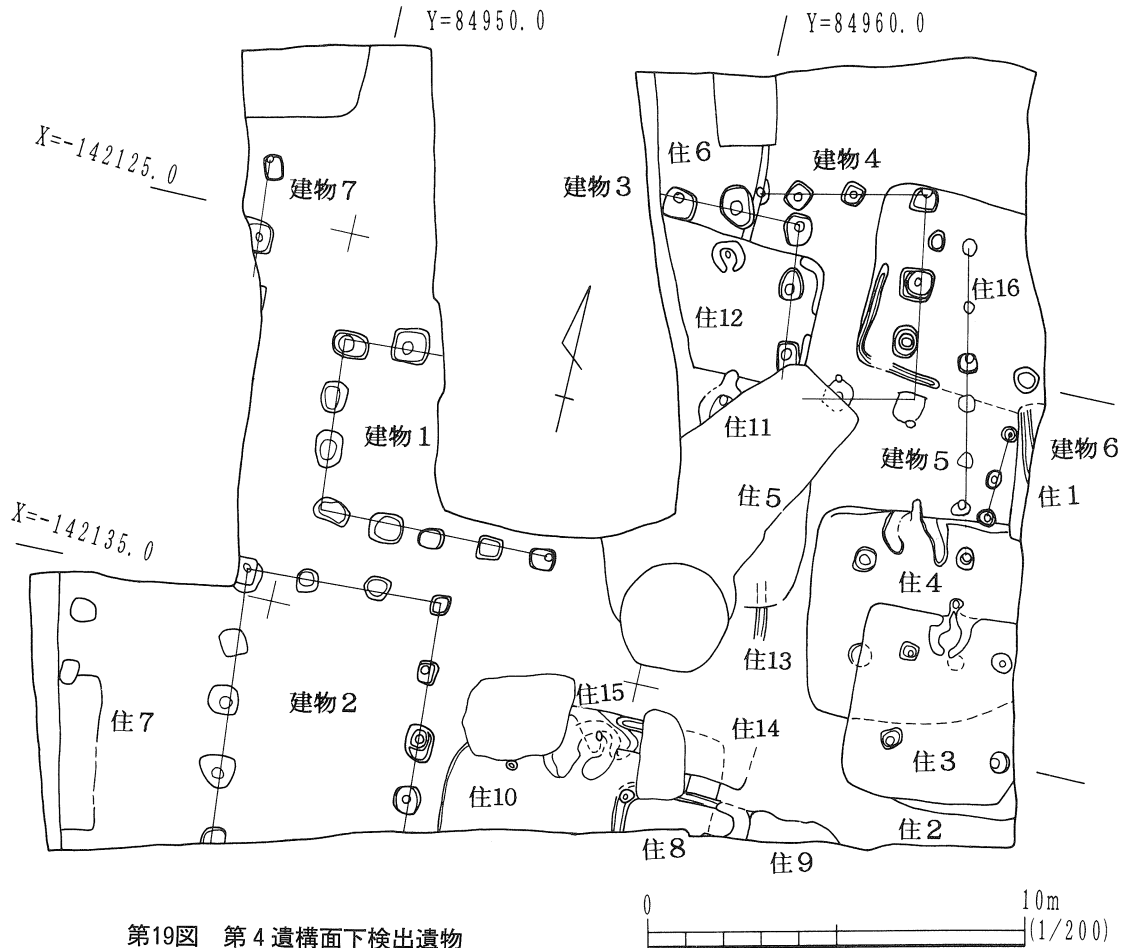 Y=84950.0
Y=84960.0
X=-142125.0
住6
建物4
建物7
建物3
住16
住12
建物1
住11
建物5
建物6
住5
住1
X=-142135.0
住4
住13
住15
住7
建物2
住14
住3
住10
住2
住8
住9
0
10m
(1/200)
第19図 第4遺構面下検出遺物